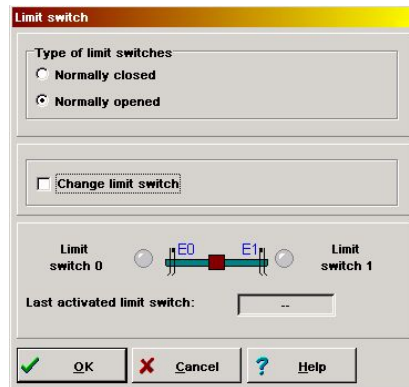 Limit switch
Type of limit switches
Normally closed
Normally opened
Change limit switch
Limit switch 0
E0
E1
Limit switch 1
Last activated limit switch:
--
OK
Cancel
? Help